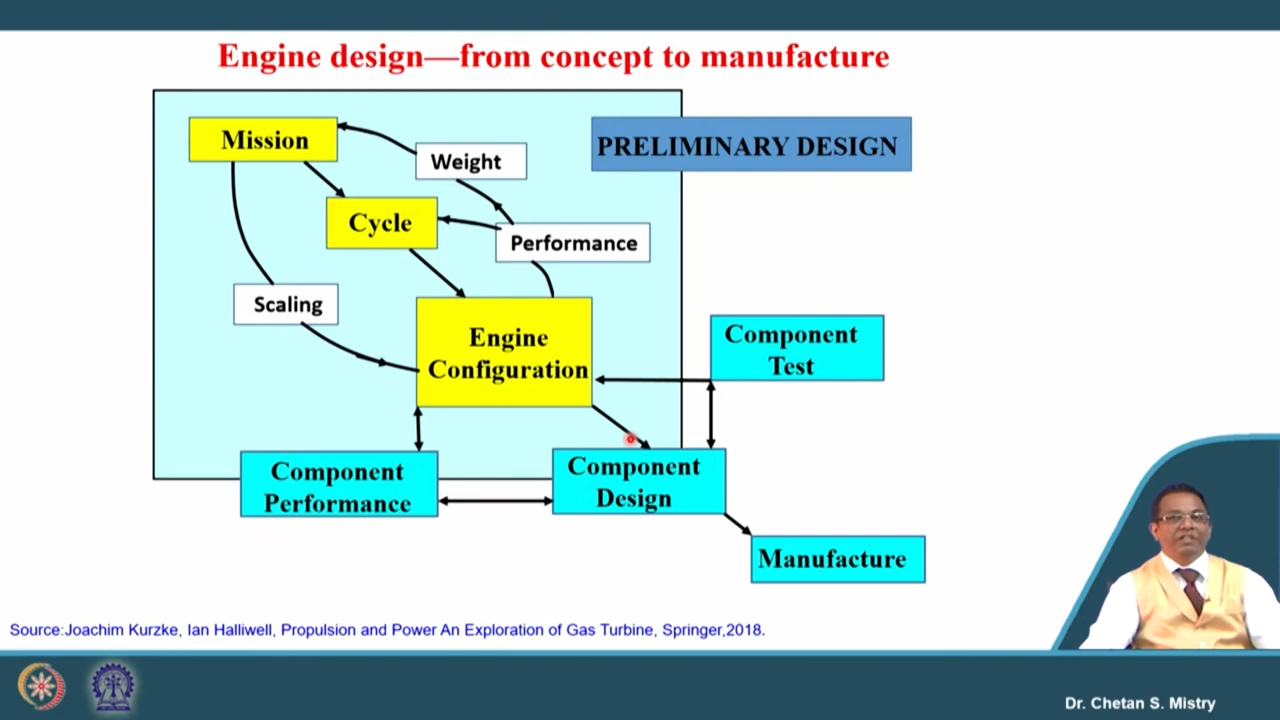 Engine design—from concept to manufacture
Mission
PRELIMINARY DESIGN
Weight
Cycle
Performance
Scaling
Engine
Configuration
Component
Test
Component
Performance
Component
Design
Manufacture
Source:Joachim Kurzke, Ian Halliwell, Propulsion and Power An Exploration of Gas Turbine, Springer,2018.
Dr. Chetan S. Mistry